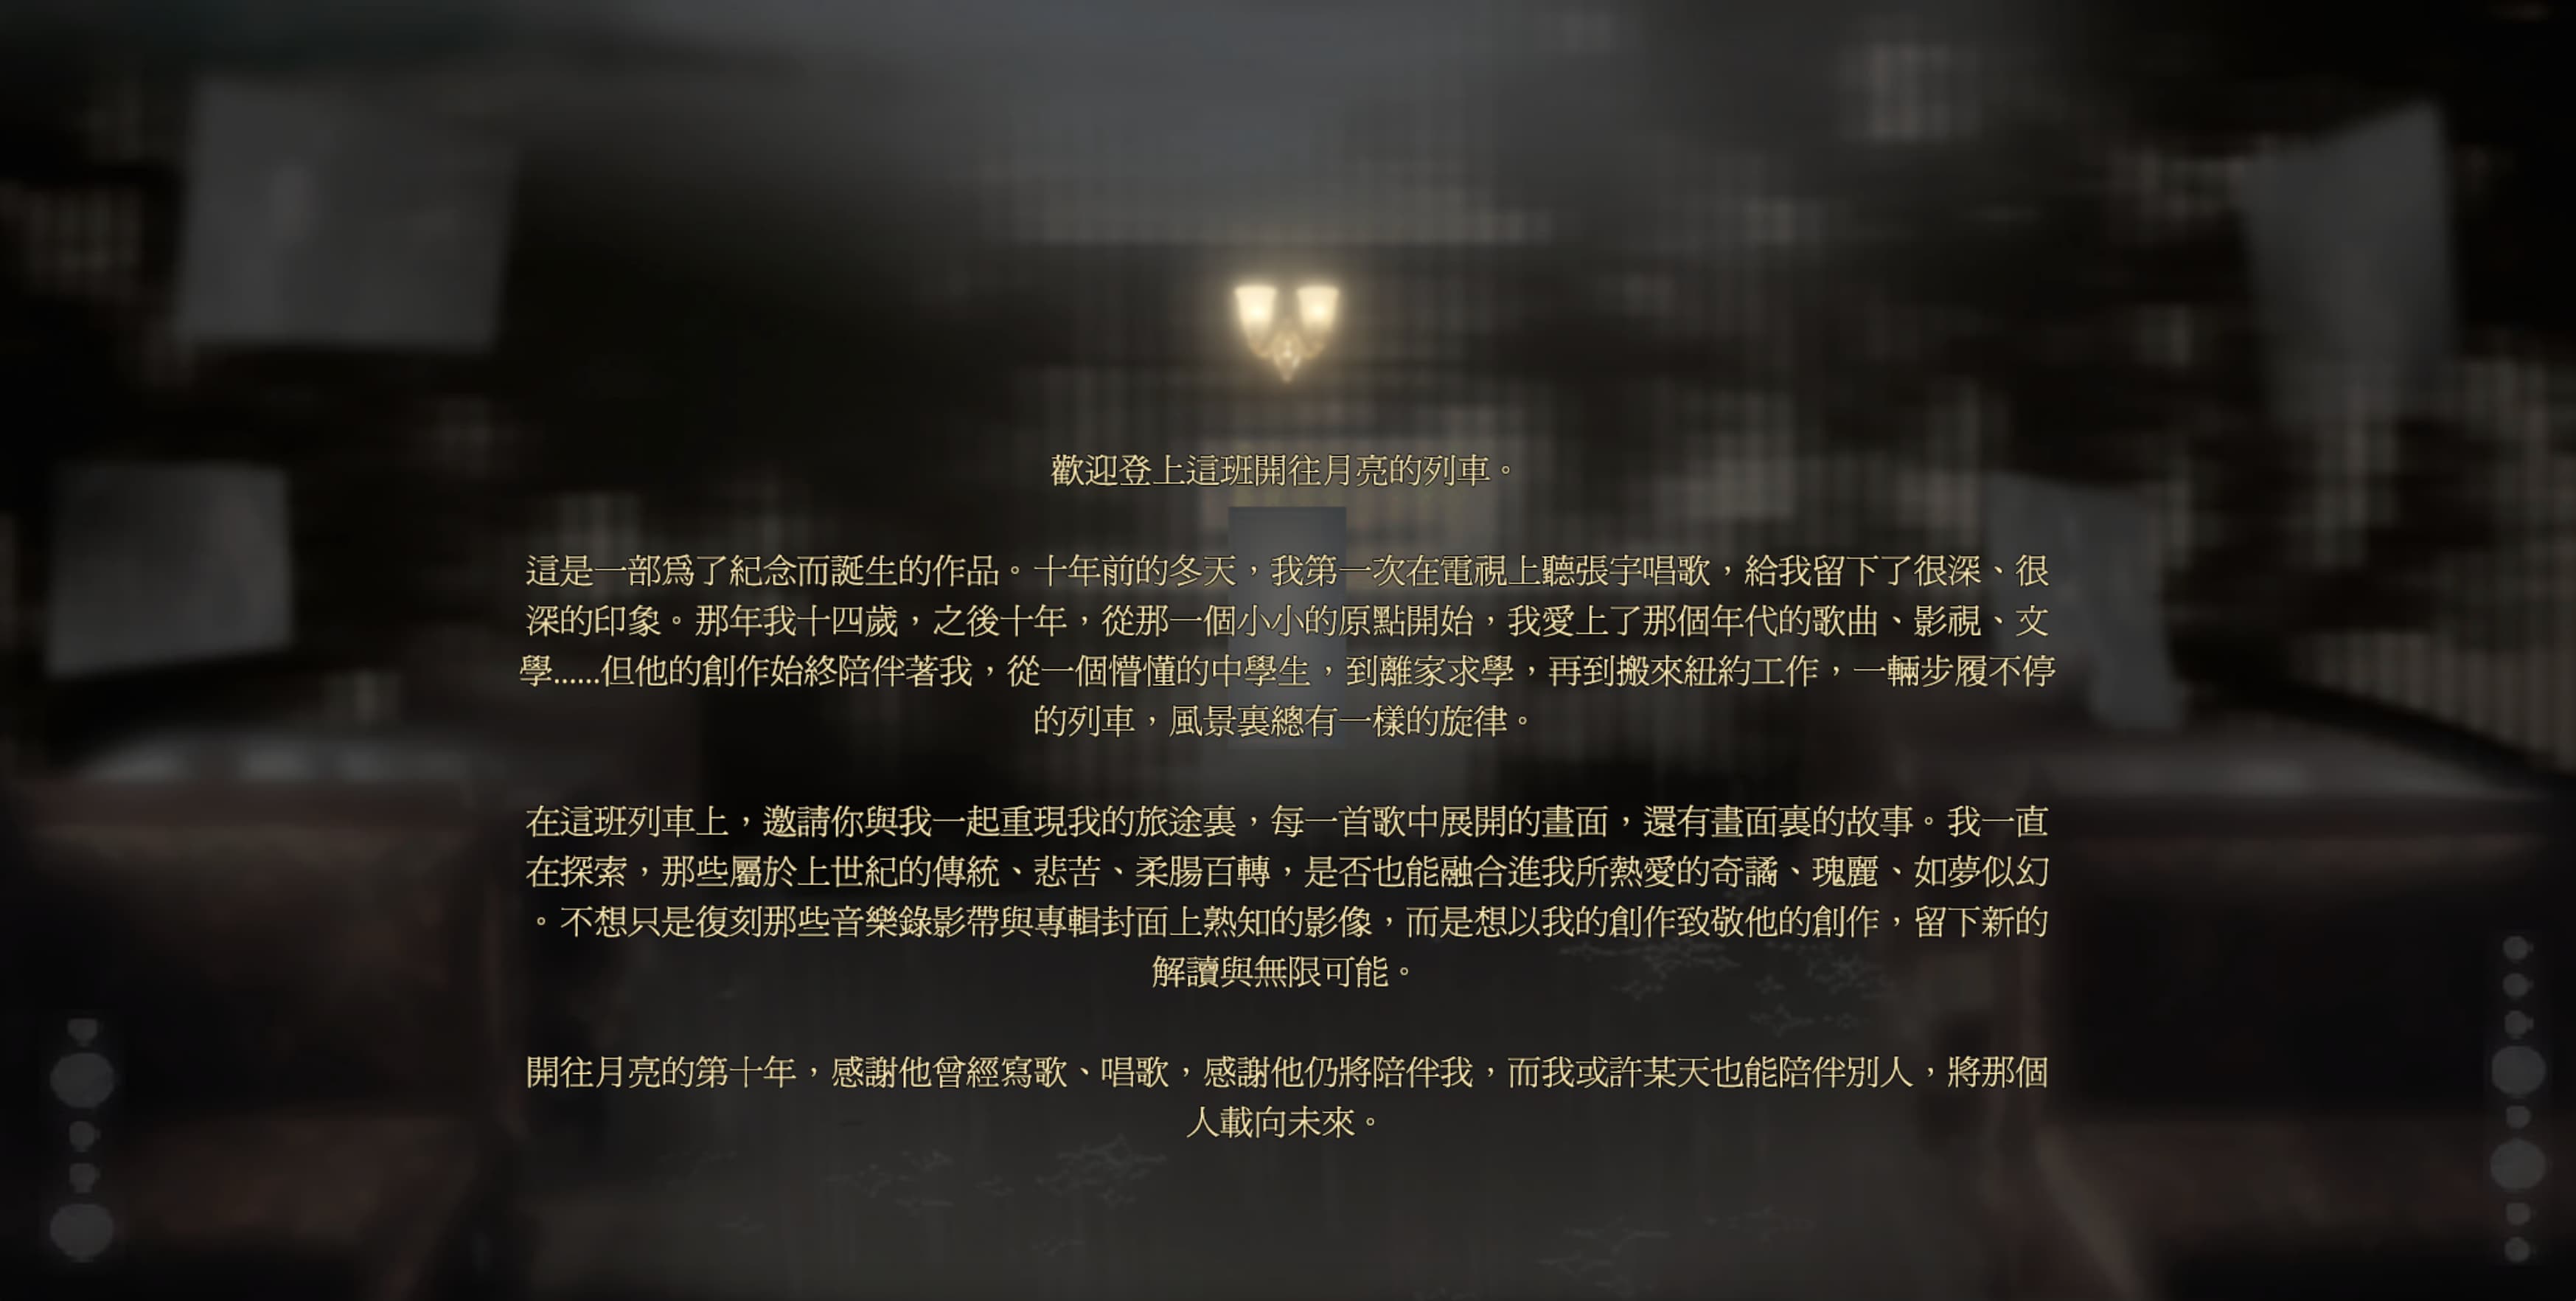 歡迎登上這班開往月亮的列車。
這是一部爲了紀念而誕生的作品。十年前的冬天，我第一次在電視上聽張宇唱歌，給我留下了很深、很
深的印象。那年我十四歲，之後十年，從那一個小小的原點開始，我愛上了那個年代的歌曲、影視、文
學......但他的創作始終陪伴著我，從一個懵懂的中學生，到離家求學，再到搬來紐約工作，一輛步履不停
的列車，風景裏總有一樣的旋律。
在這班列車上，邀請你與我一起重現我的旅途裏，每一首歌中展開的畫面，還有畫面裏的故事。我一直
在探索，那些屬於上世紀的傳統、悲苦、柔腸百轉，是否也能融合進我所熱愛的奇譎、瑰麗、如夢似幻
。不想只是復刻那些音樂錄影帶與專輯封面上熟知的影像，而是想以我的創作致敬他的創作，留下新的
解讀與無限可能。
開往月亮的第十年，感謝他曾經寫歌、唱歌，感謝他仍將陪伴我，而我或許某天也能陪伴別人，將那個
人載向未來。